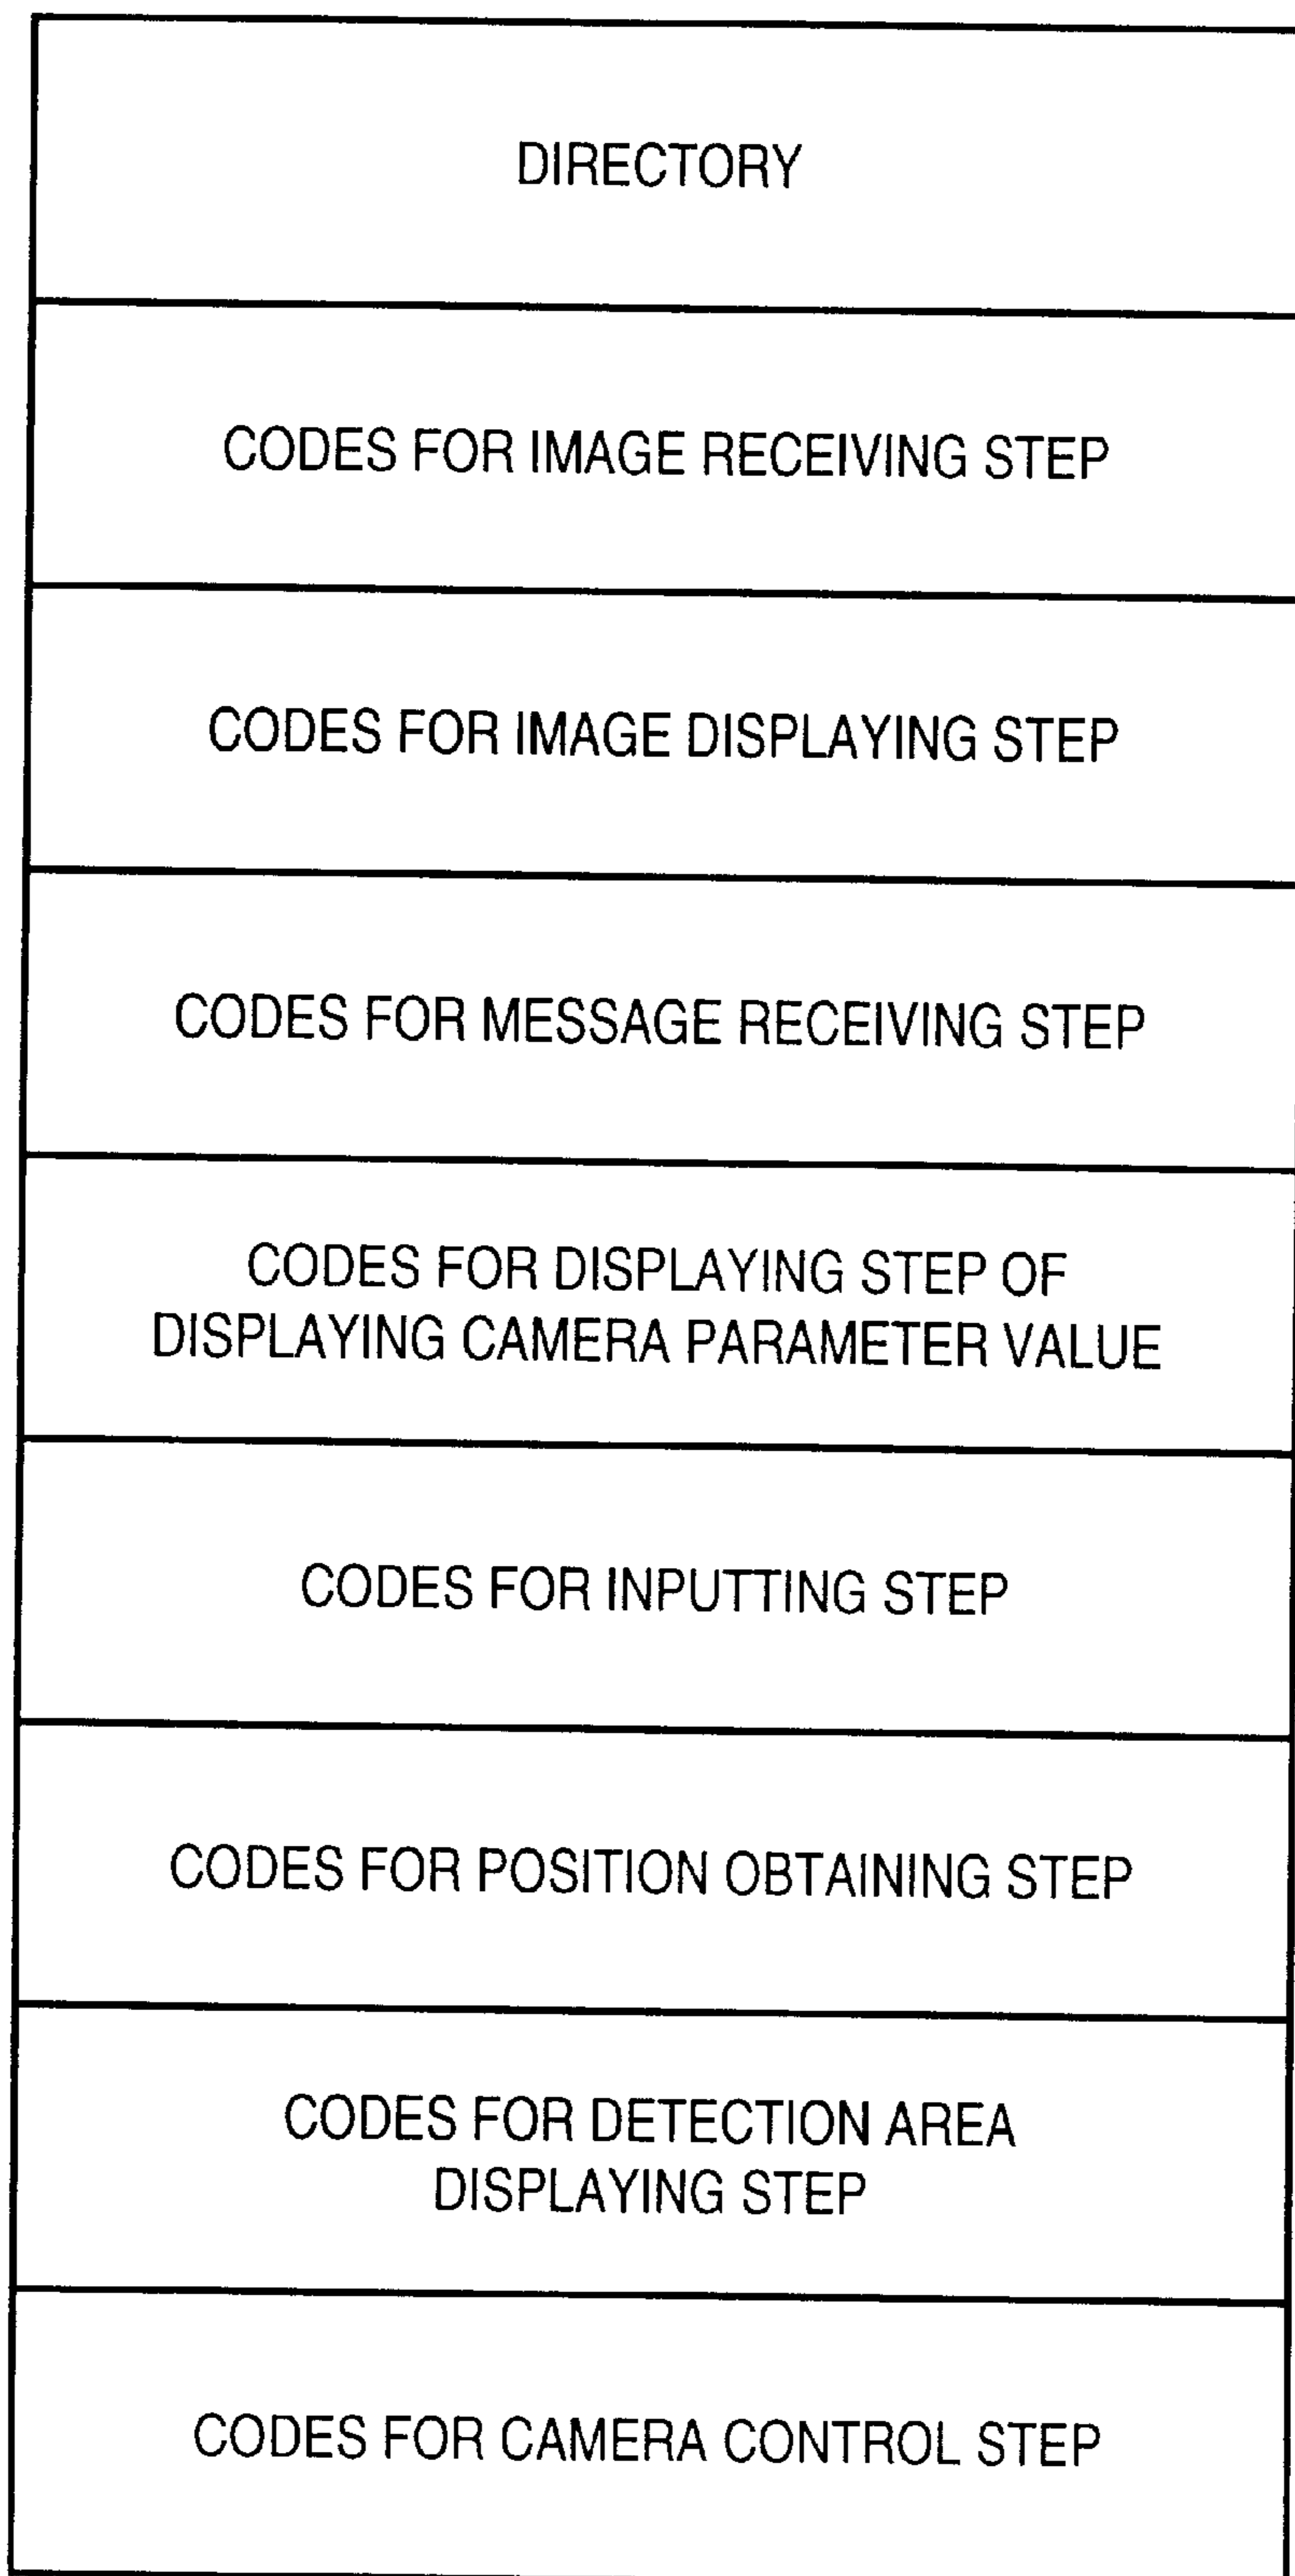 DIRECTORY
CODES FOR IMAGE RECEIVING STEP
CODES FOR IMAGE DISPLAYING STEP
CODES FOR MESSAGE RECEIVING STEP
CODES FOR DISPLAYING STEP OF
DISPLAYING CAMERA PARAMETER VALUE
CODES FOR INPUTTING STEP
CODES FOR POSITION OBTAINING STEP
CODES FOR DETECTION AREA
DISPLAYING STEP
CODES FOR CAMERA CONTROL STEP